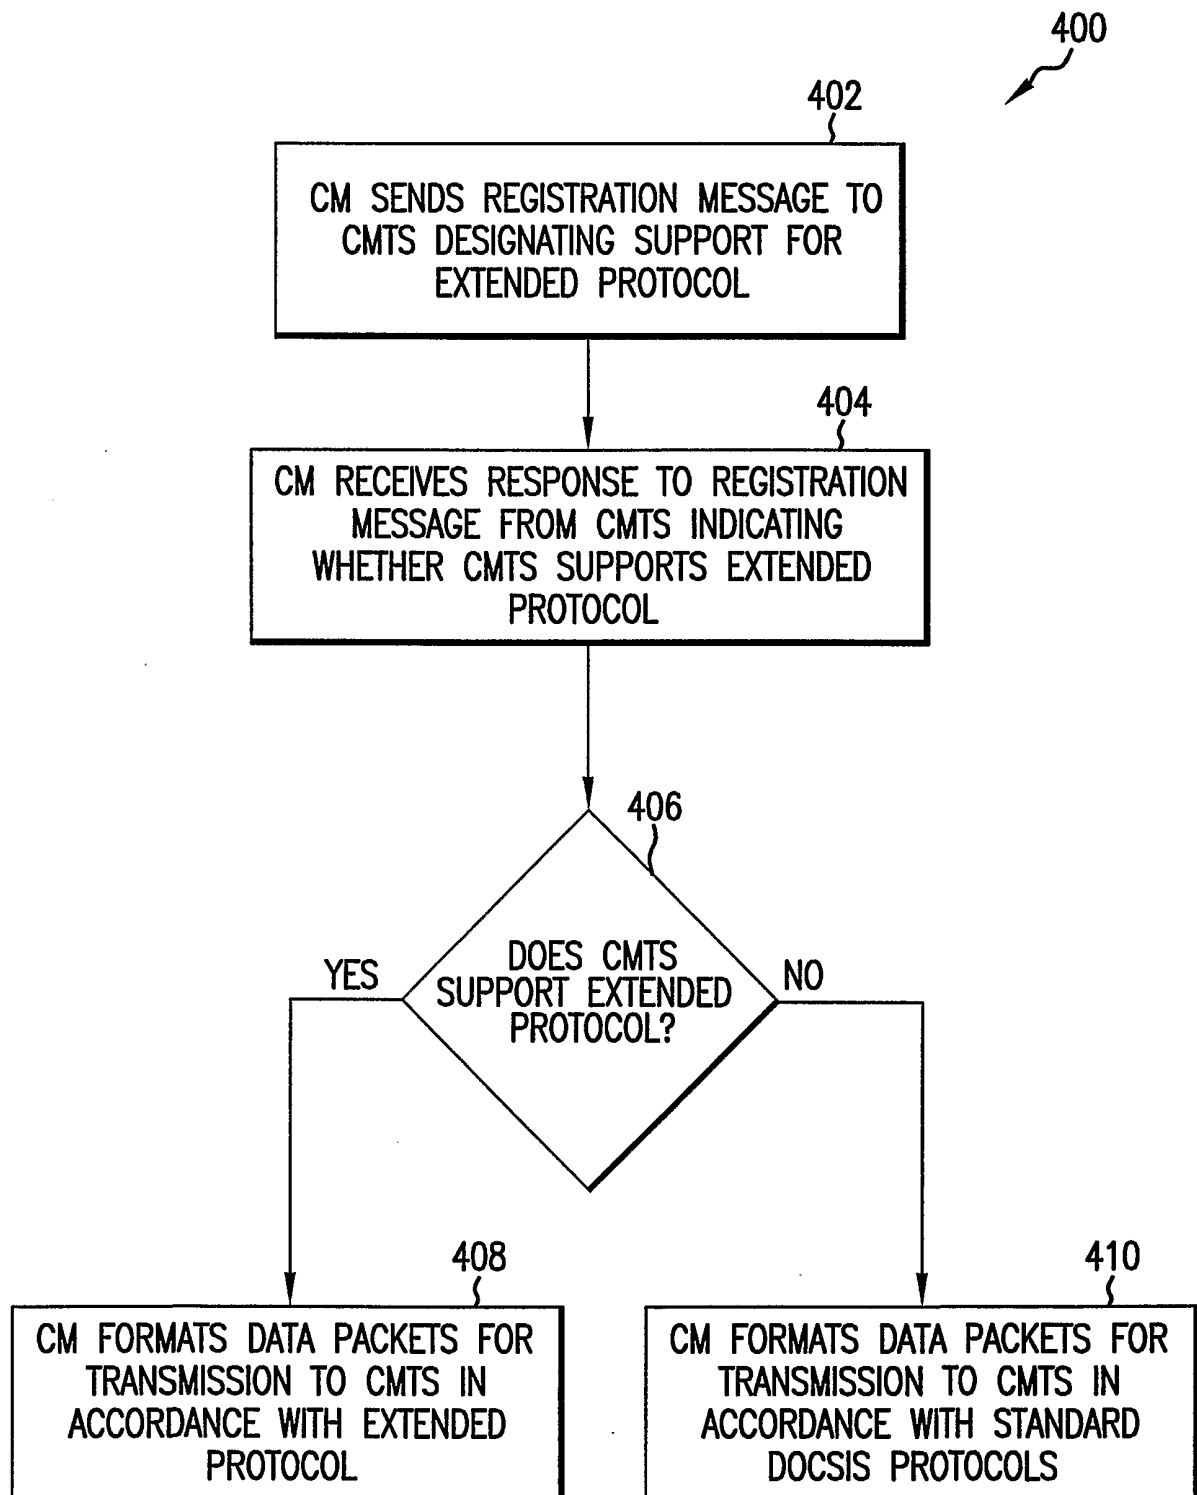 400
402
CM SENDS REGISTRATION MESSAGE TO
CMTS DESIGNATING SUPPORT FOR
EXTENDED PROTOCOL
404
CM RECEIVES RESPONSE TO REGISTRATION
MESSAGE FROM CMTS INDICATING
WHETHER CMTS SUPPORTS EXTENDED
PROTOCOL
406
DOES CMTS
SUPPORT EXTENDED
PROTOCOL?
YES
NO
408
CM FORMATS DATA PACKETS FOR
TRANSMISSION TO CMTS IN
ACCORDANCE WITH EXTENDED
PROTOCOL
410
CM FORMATS DATA PACKETS FOR
TRANSMISSION TO CMTS IN
ACCORDANCE WITH STANDARD
DOCSIS PROTOCOLS